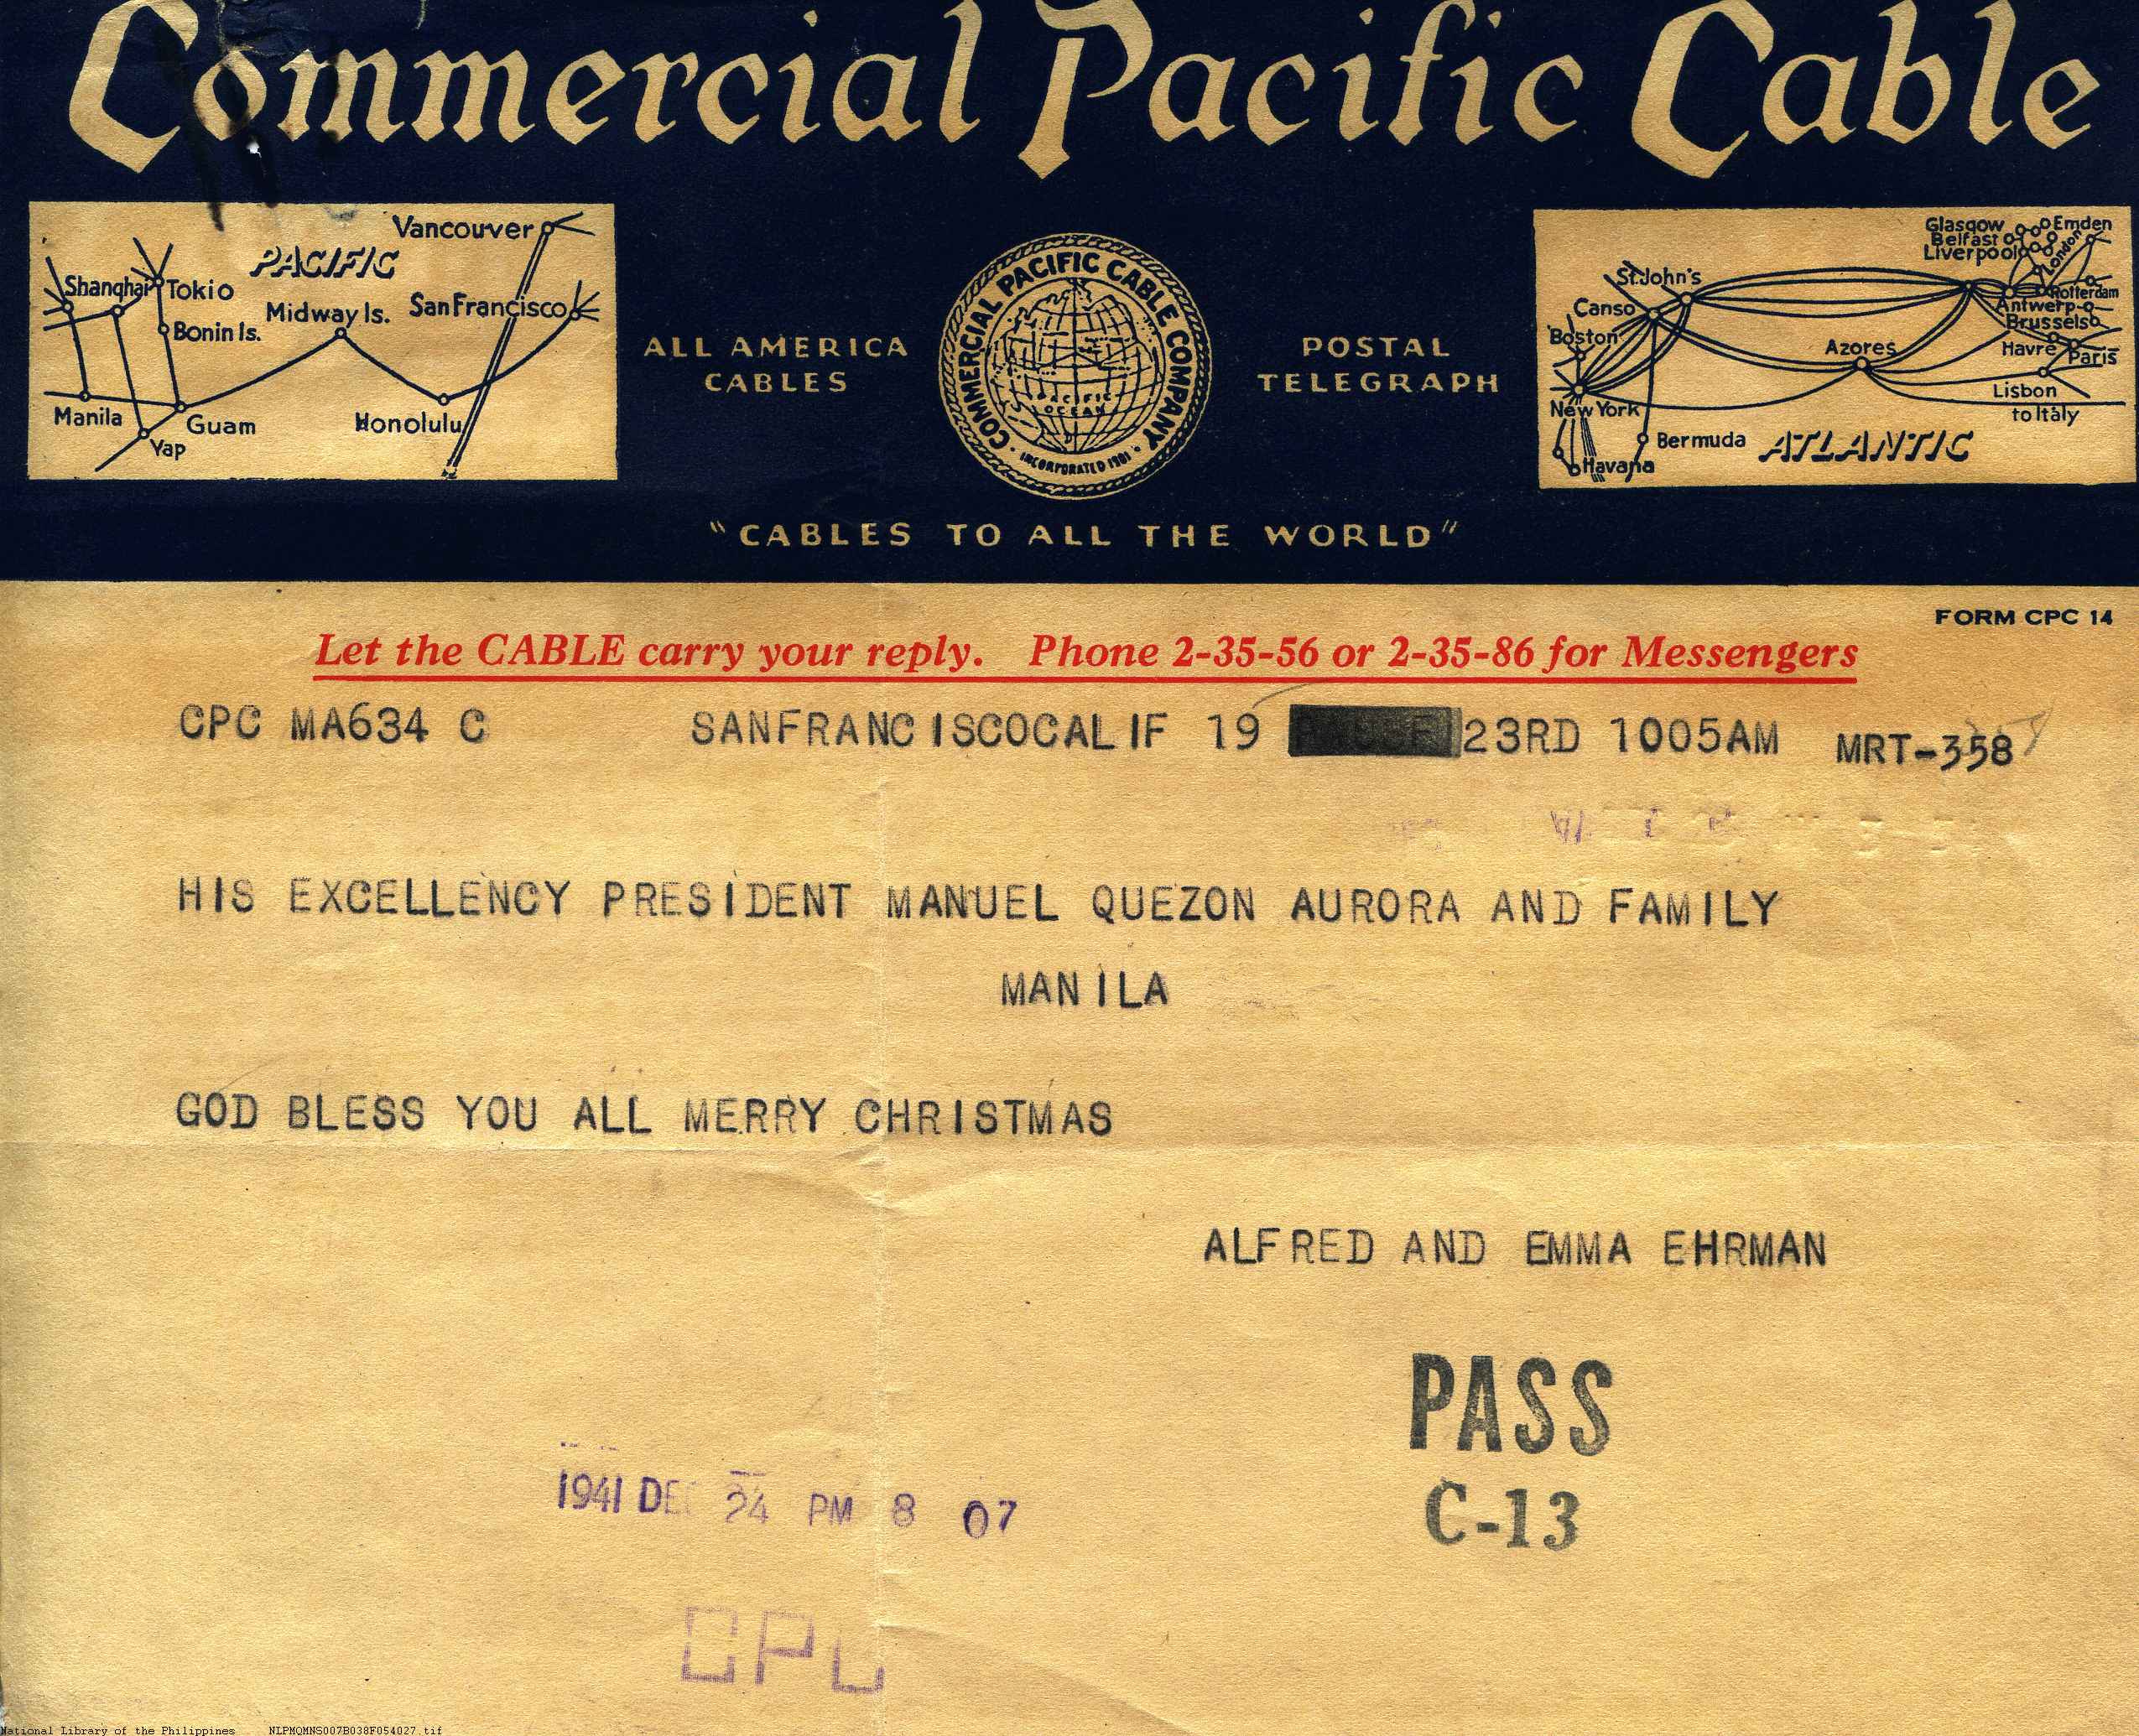 Commercial Pacific Cable
PACIFIC
Vancouver
Shanghai
Tokio
Midway Is.
San Francisco
Bonin Is.
Manila
Guam
Honolulu
Yap
ALL AMERICA
CABLES
COMMERCIAL PACIFIC CABLE COMPANY
PACIFIC
OCEAN
INCORPORATED 1901
POSTAL
TELEGRAPH
Glasgow
Emden
Belfast
Liverpool
London
St.John's
Canso
Rotterdam
Antwerp
Brussels
Boston
Azores
Havre
Paris
New York
Lisbon
to Italy
Bermuda
ATLANTIC
Havana
"CABLES TO ALL THE WORLD"
FORM CPC 14
Let the CABLE carry your reply. Phone 2-35-56 or 2-35-86 for Messengers
CPC MA634 C SANFRANCISCOCALIF 19 23RD 1005AM MRT-358
HIS EXCELLENCY PRESIDENT MANUEL QUEZON AURORA AND FAMILY
MANILA
GOD BLESS YOU ALL MERRY CHRISTMAS
ALFRED AND EMMA EHRMAN
PASS
C-13
1941 DEC 24 PM 8 07
CPC
National Library of the Philippines NLPMQMNS007B038F054027.tif